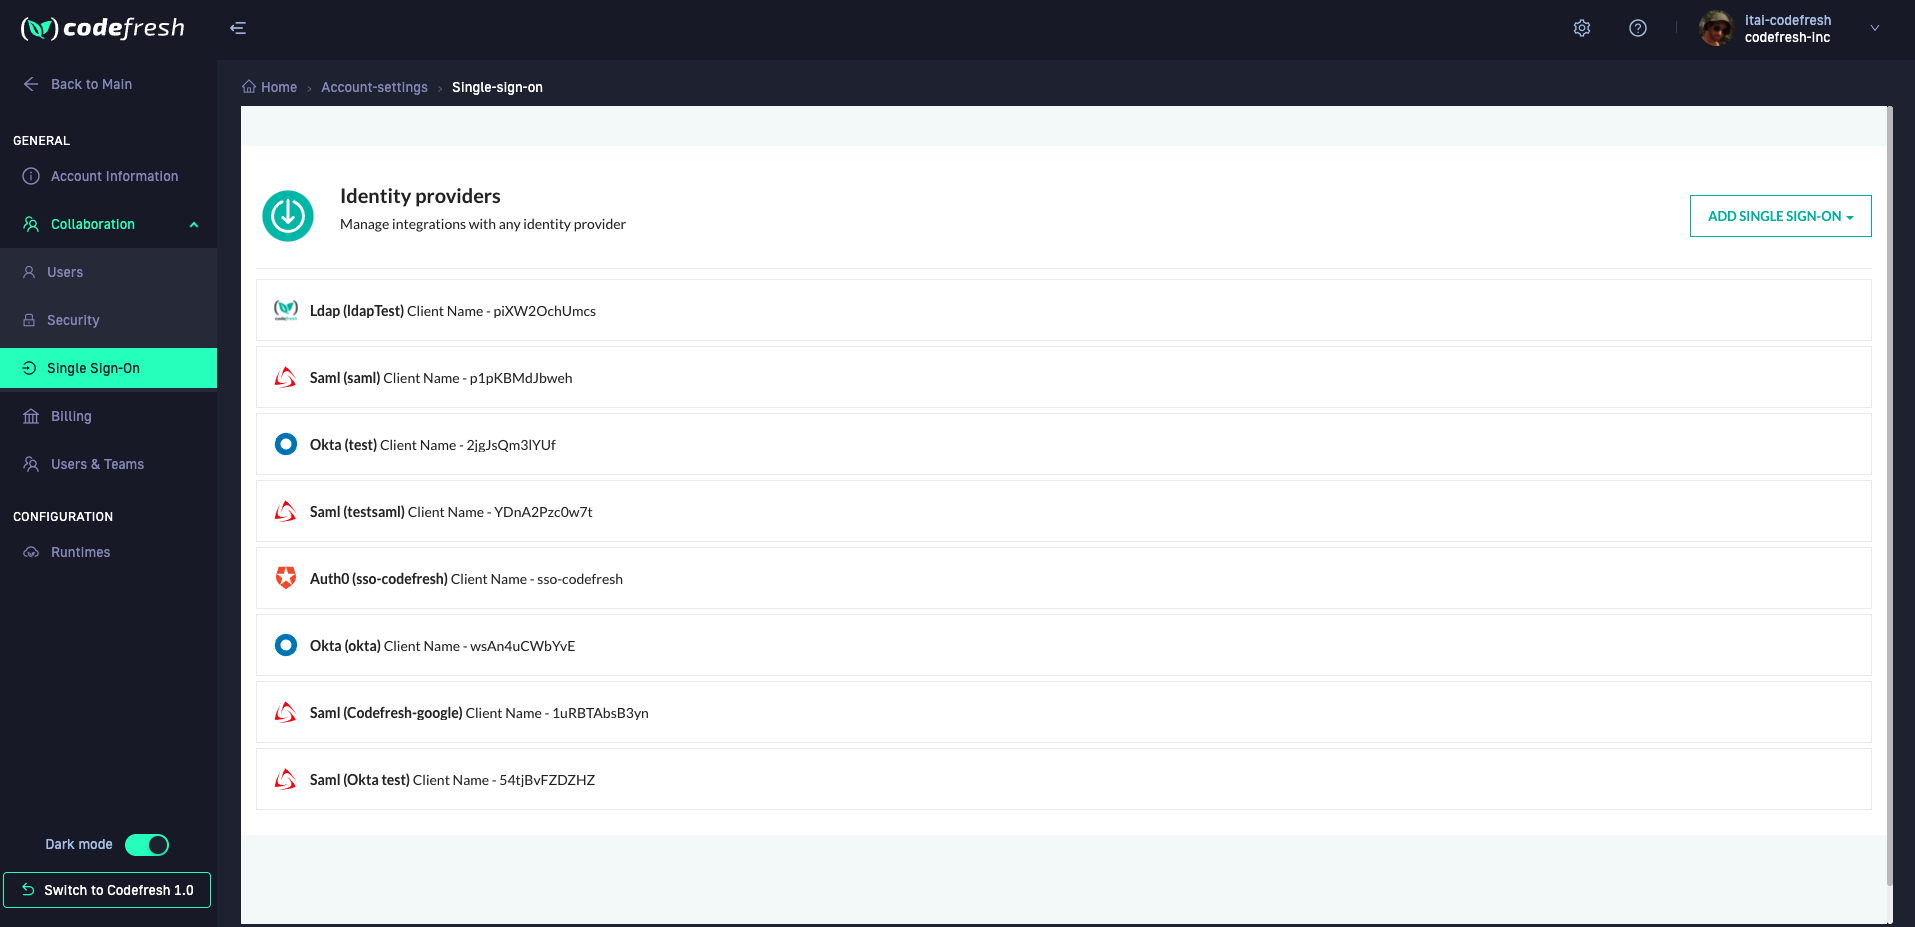 codefresh
itai-codefresh
codefresh-inc
Back to Main
Home › Account-settings › Single-sign-on
GENERAL
Account Information
Collaboration
Users
Security
Single Sign-On
Billing
Users & Teams
CONFIGURATION
Runtimes
Dark mode
Switch to Codefresh 1.0
Identity providers
Manage integrations with any identity provider
ADD SINGLE SIGN-ON
Ldap (ldapTest) Client Name - piXW2OchUmcs
Saml (saml) Client Name - p1pKBMdJbweh
Okta (test) Client Name - 2jgJsQm3IYUf
Saml (testsaml) Client Name - YDnA2Pzc0w7t
Auth0 (sso-codefresh) Client Name - sso-codefresh
Okta (okta) Client Name - wsAn4uCWbYvE
Saml (Codefresh-google) Client Name - 1uRBTAbsB3yn
Saml (Okta test) Client Name - 54tjBvFZDZHZ